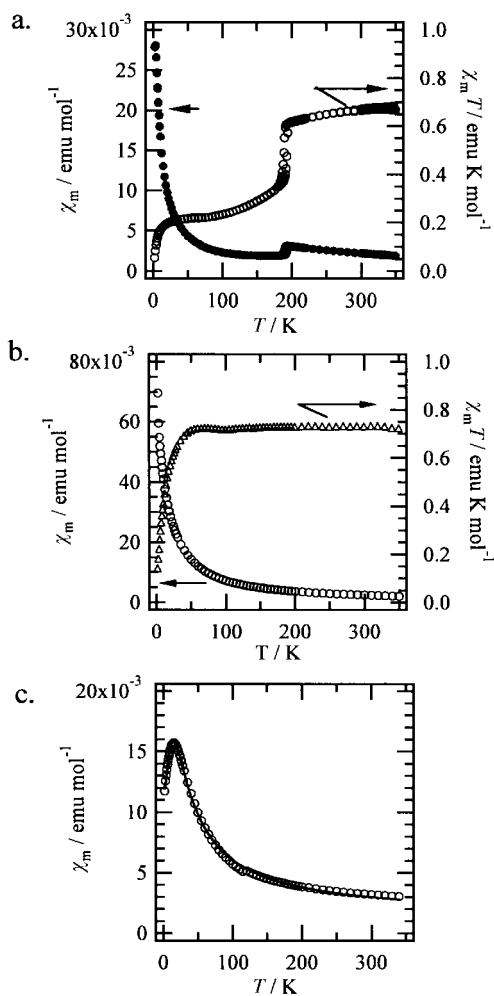 a.
30x10⁻³
25
20
15
10
5
0
χₘ / emu mol⁻¹
1.0
0.8
0.6
0.4
0.2
0.0
χₘT / emu K mol⁻¹
0 100 200 300
T / K
b.
80x10⁻³
60
40
20
0
χₘ / emu mol⁻¹
1.0
0.8
0.6
0.4
0.2
0.0
χₘT / emu K mol⁻¹
0 100 200 300
T / K
c.
20x10⁻³
15
10
5
0
χₘ / emu mol⁻¹
0 100 200 300
T / K